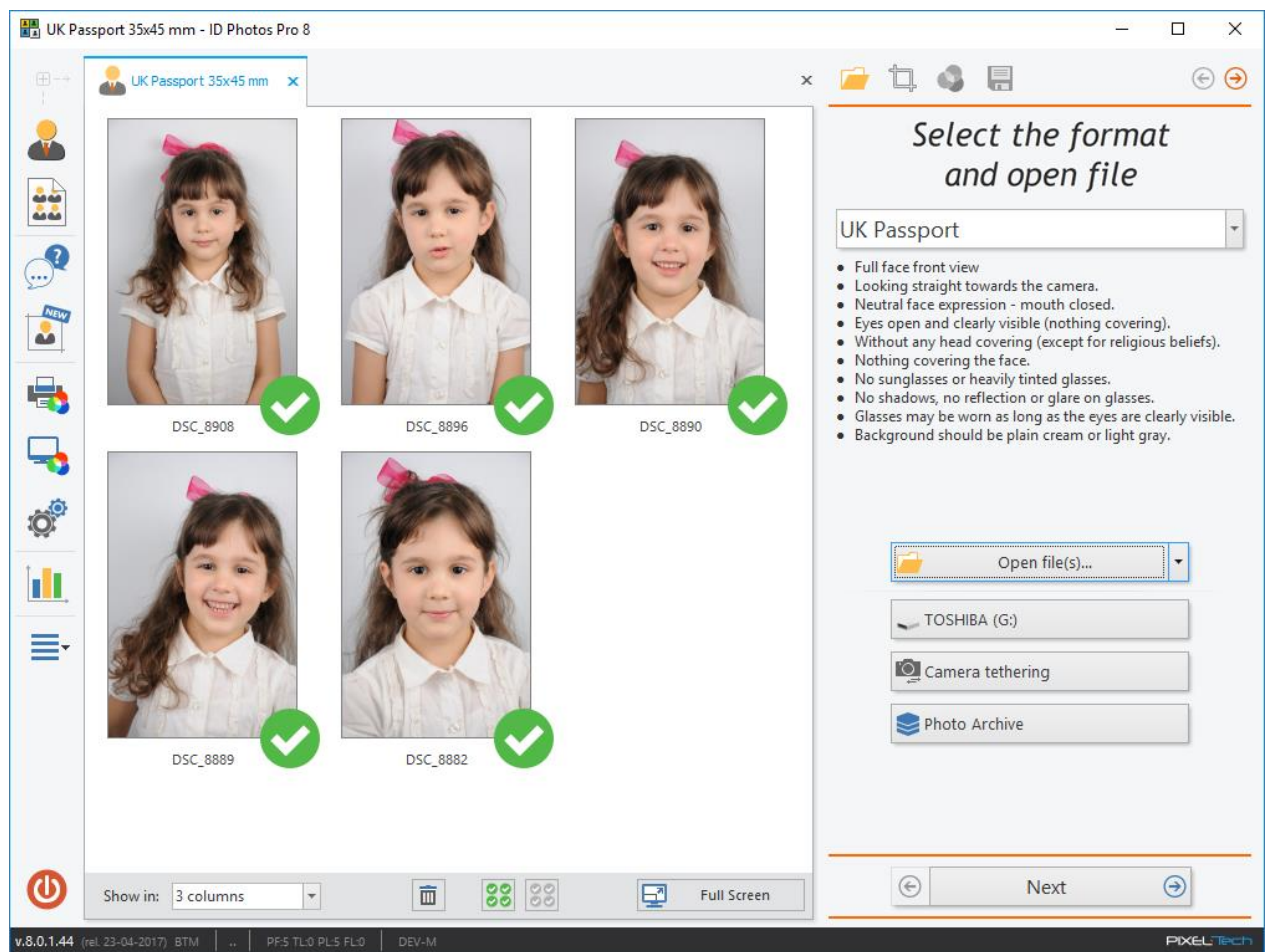 UK Passport 35x45 mm - ID Photos Pro 8
UK Passport 35x45 mm
DSC_8908
DSC_8896
DSC_8890
DSC_8889
DSC_8882
Show in:
3 columns
Full Screen
Select the format
and open file
UK Passport
● Full face front view
● Looking straight towards the camera.
● Neutral face expression - mouth closed.
● Eyes open and clearly visible (nothing covering).
● Without any head covering (except for religious beliefs).
● Nothing covering the face.
● No sunglasses or heavily tinted glasses.
● No shadows, no reflection or glare on glasses.
● Glasses may be worn as long as the eyes are clearly visible.
● Background should be plain cream or light gray.
Open file(s)...
TOSHIBA (G:)
Camera tethering
Photo Archive
Next
NEW
v.8.0.1.44 (rel. 23-04-2017) BTM | .. | PF:5 TL:0 PL:5 FL:0 | DEV-M
PIXELTech